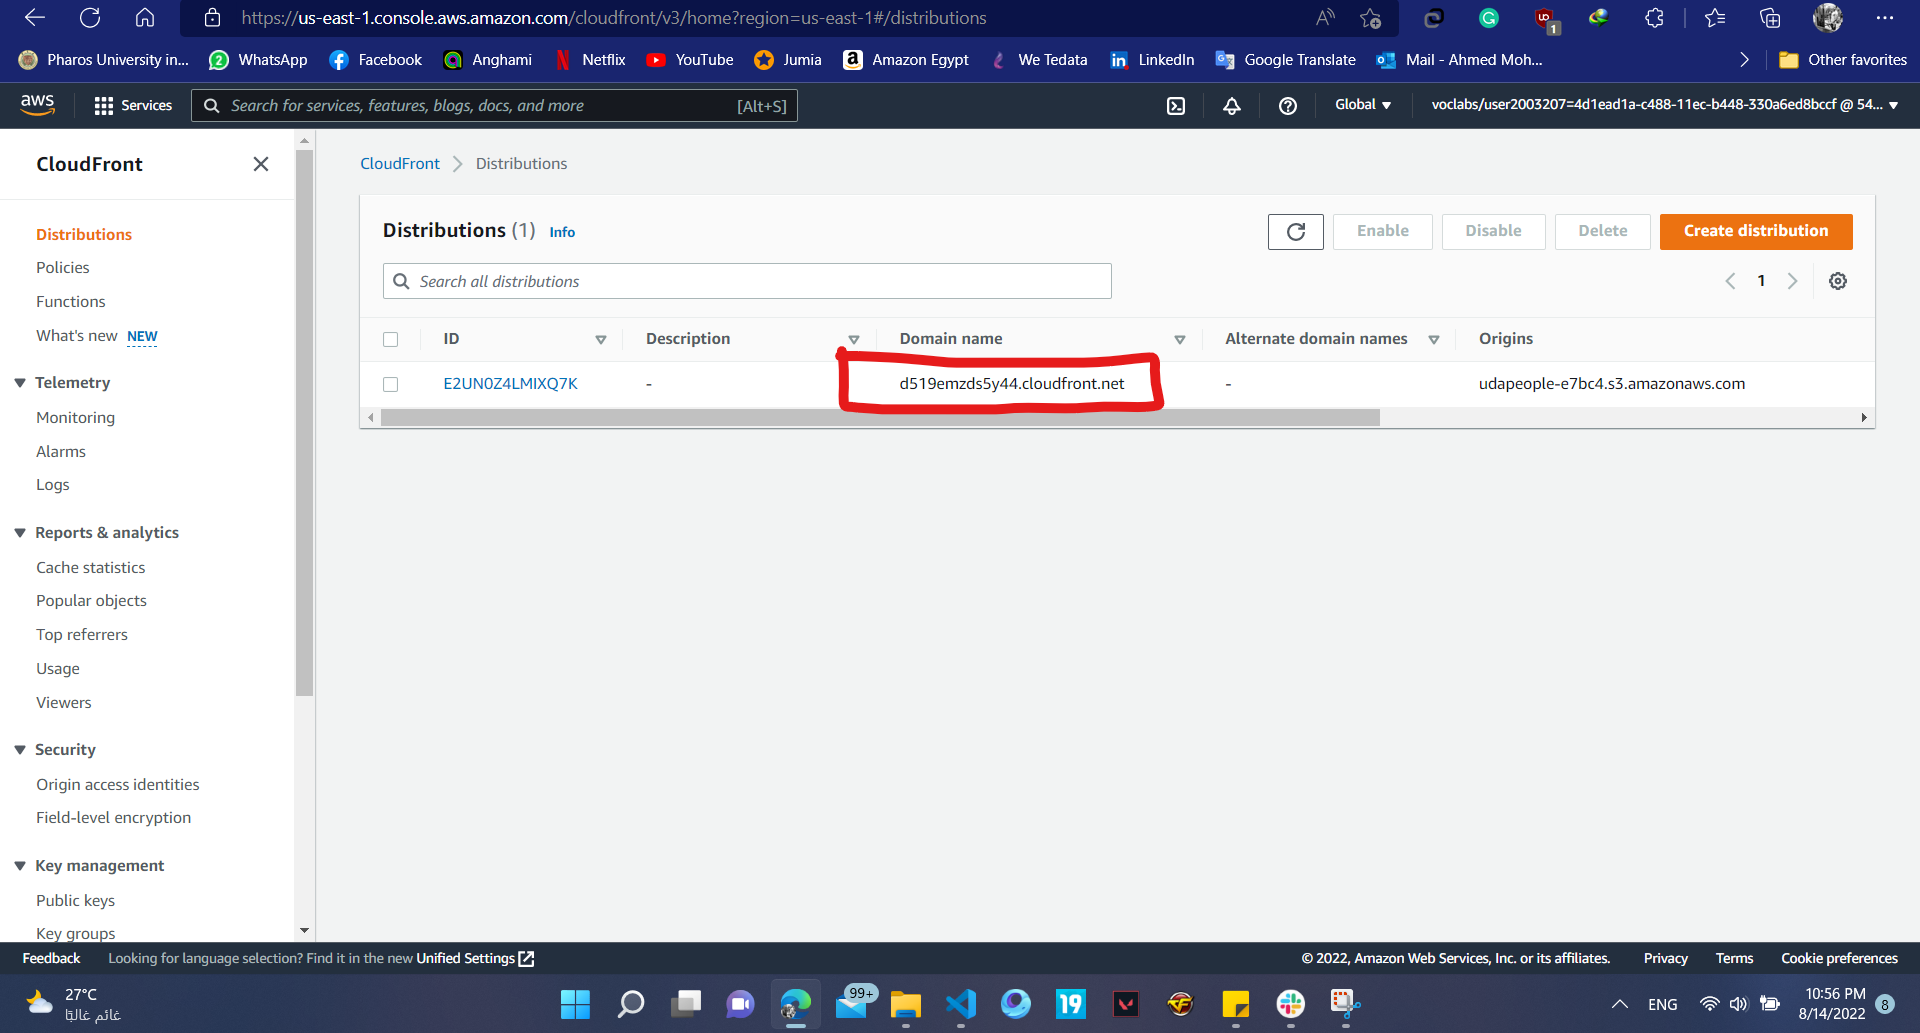 https://us-east-1.console.aws.amazon.com/cloudfront/v3/home?region=us-east-1#/distributions
Pharos University in... WhatsApp Facebook Anghami Netflix YouTube Jumia Amazon Egypt We Tedata LinkedIn Google Translate Mail - Ahmed Moh... Other favorites
aws Services Search for services, features, blogs, docs, and more [Alt+S] Global voclabs/user2003207=4d1ead1a-c488-11ec-b448-330a6ed8bccf @ 54...
CloudFront
Distributions
Policies
Functions
What's new NEW
Telemetry
Monitoring
Alarms
Logs
Reports & analytics
Cache statistics
Popular objects
Top referrers
Usage
Viewers
Security
Origin access identities
Field-level encryption
Key management
Public keys
Key groups
CloudFront > Distributions
Distributions (1) Info
Enable Disable Delete Create distribution
Search all distributions
1
ID Description Domain name Alternate domain names Origins
E2UN0Z4LMIXQ7K - d519emzds5y44.cloudfront.net - udapeople-e7bc4.s3.amazonaws.com
Feedback Looking for language selection? Find it in the new Unified Settings © 2022, Amazon Web Services, Inc. or its affiliates. Privacy Terms Cookie preferences
27°C
غائم غالبًا
99+
19
ENG
10:56 PM
8/14/2022
8